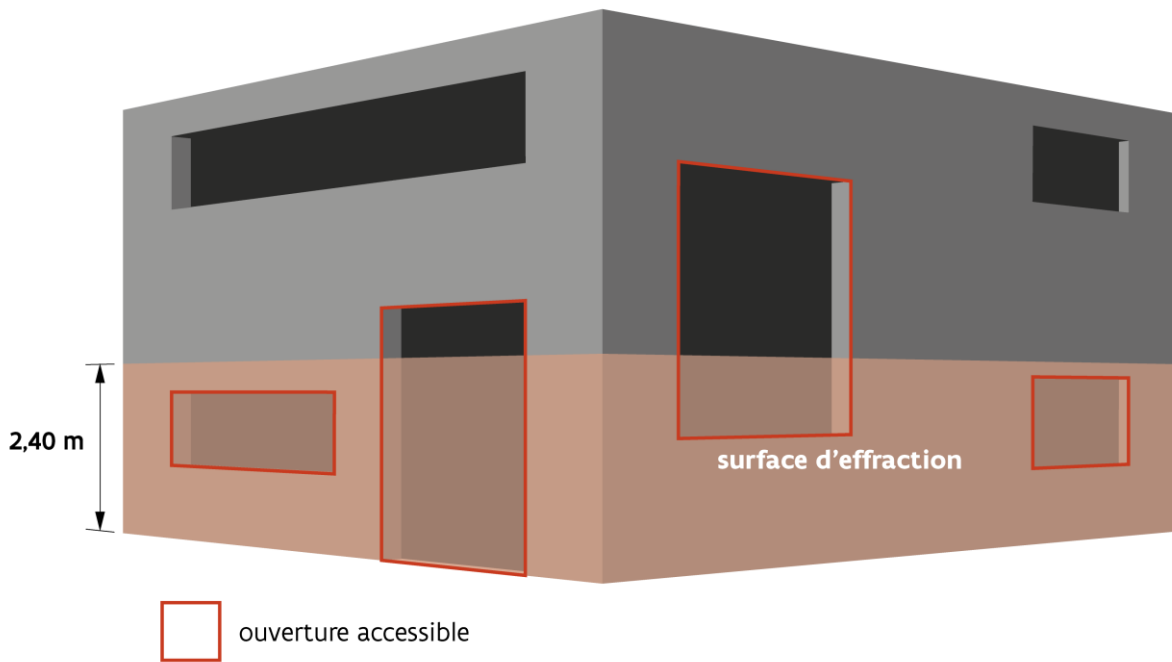 2,40 m
surface d’effraction
ouverture accessible